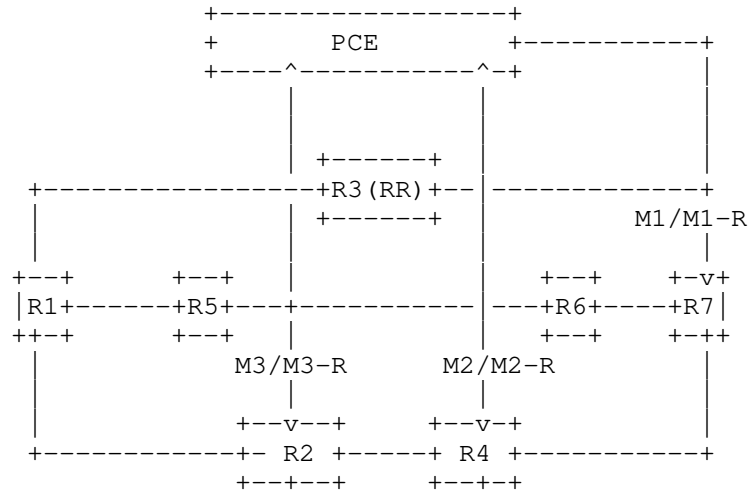 PCE
R3(RR)
M1/M1-R
R1 R5 R6 R7
M3/M3-R M2/M2-R
R2 R4